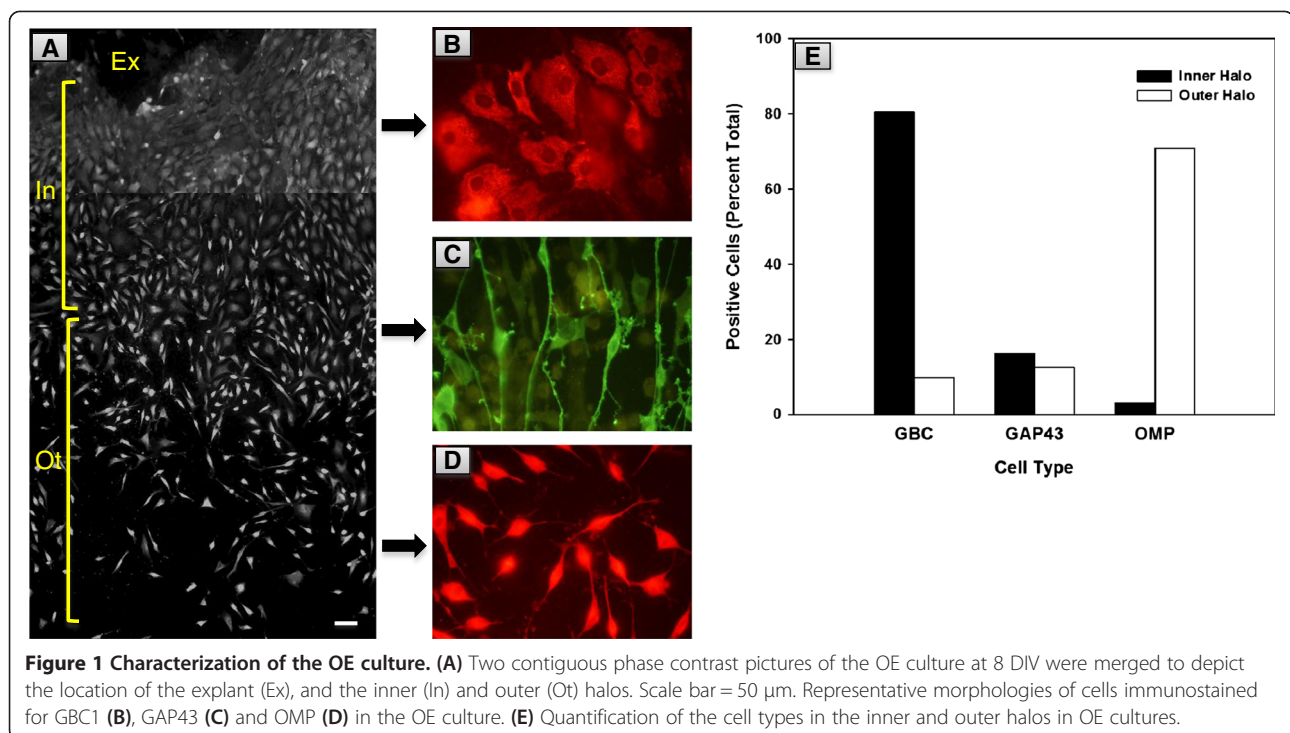 A
Ex
In
Ot
B
C
D
E
100
80
60
40
20
0
Positive Cells (Percent Total)
Inner Halo
Outer Halo
GBC GAP43 OMP
Cell Type
Figure 1 Characterization of the OE culture. (A) Two contiguous phase contrast pictures of the OE culture at 8 DIV were merged to depict
the location of the explant (Ex), and the inner (In) and outer (Ot) halos. Scale bar = 50 μm. Representative morphologies of cells immunostained
for GBC1 (B), GAP43 (C) and OMP (D) in the OE culture. (E) Quantification of the cell types in the inner and outer halos in OE cultures.